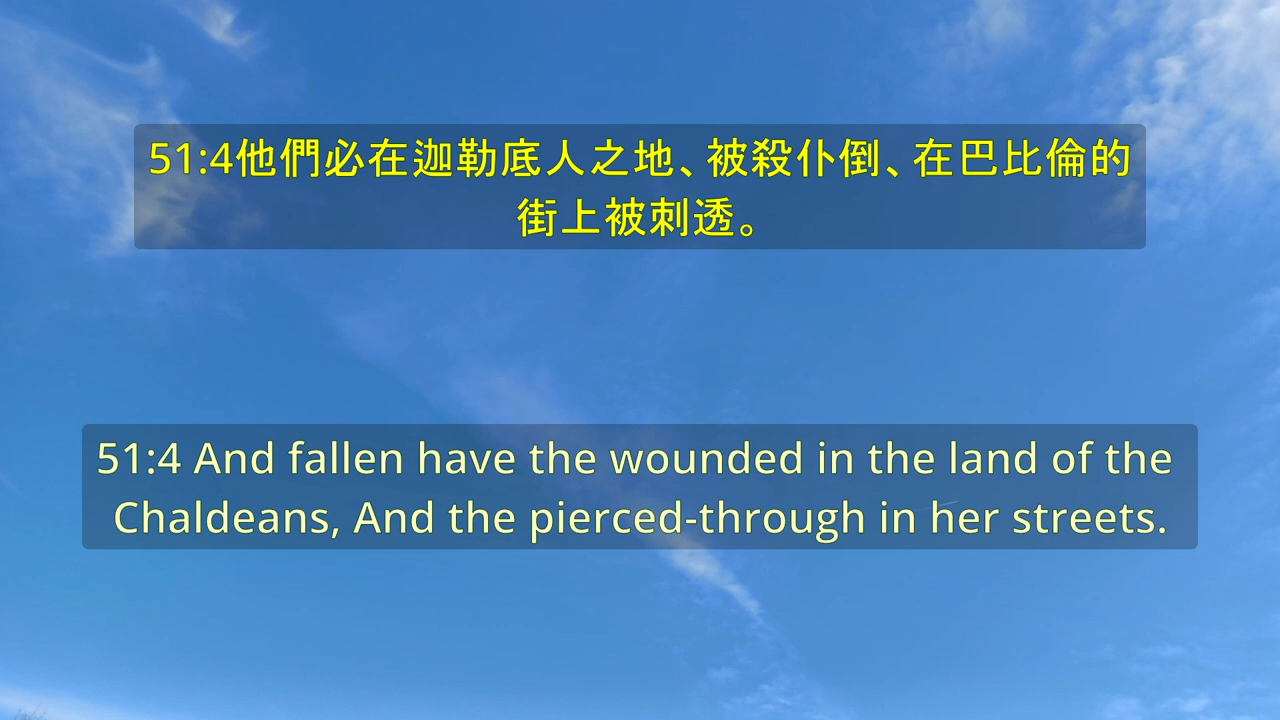 51:4他們必在迦勒底人之地、被殺仆倒、在巴比倫的
街上被刺透。
51:4 And fallen have the wounded in the land of the
Chaldeans, And the pierced-through in her streets.